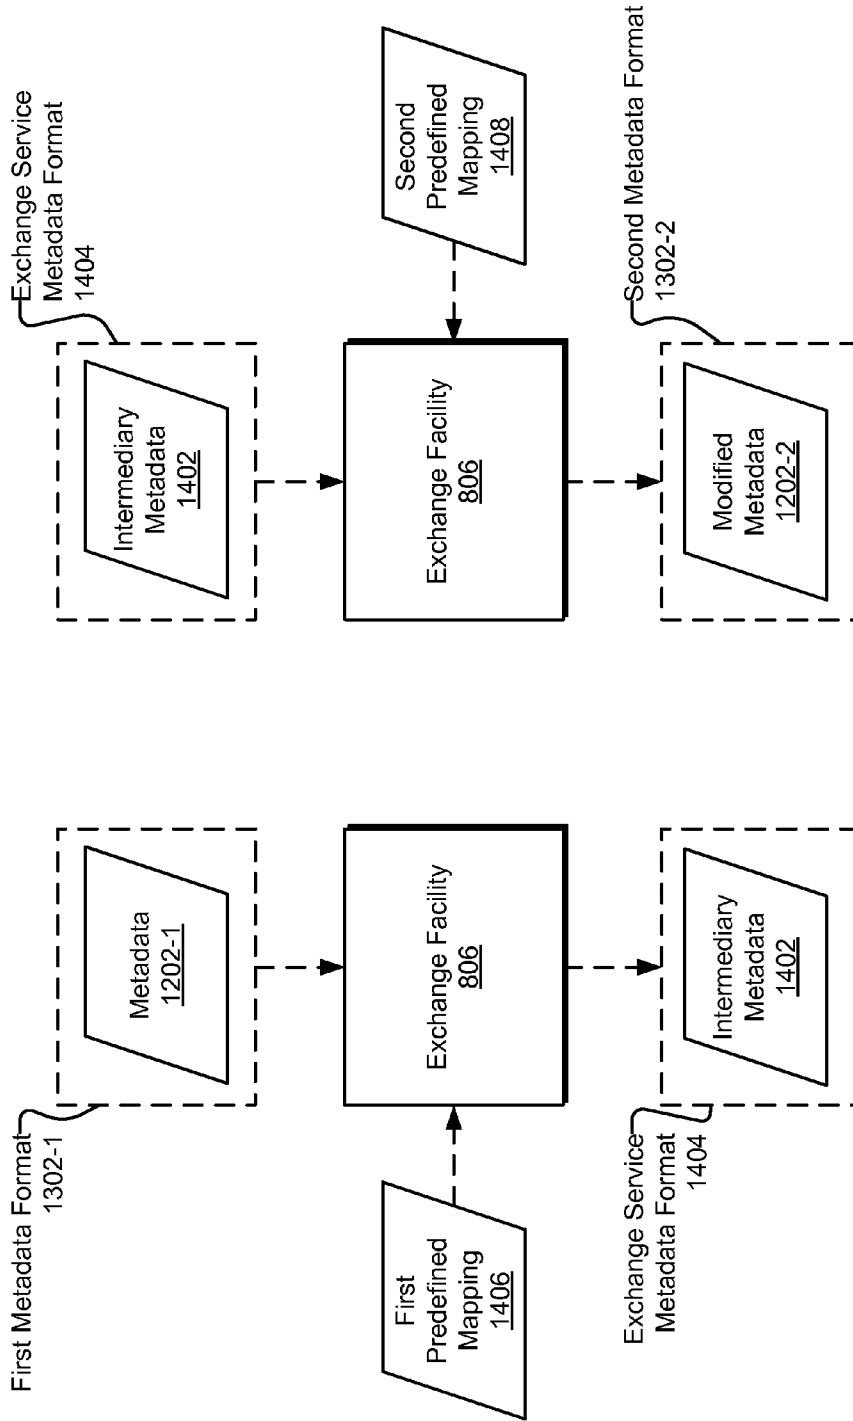 First Metadata Format
1302-1
Metadata
1202-1
First
Predefined
Mapping
1406
Exchange Facility
806
Exchange Service
Metadata Format
1404
Intermediary
Metadata
1402
Exchange Service
Metadata Format
1404
Intermediary
Metadata
1402
Exchange Facility
806
Second
Predefined
Mapping
1408
Second Metadata Format
1302-2
Modified
Metadata
1202-2